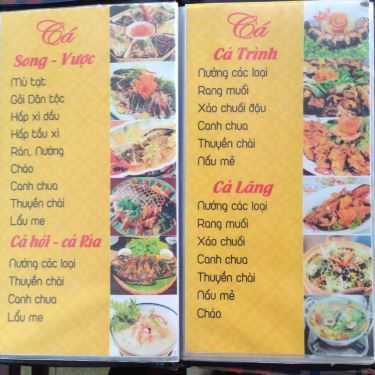 Cá
Song - Vược
Mù tạt
Gỏi Dân tộc
Hấp xì dầu
Hấp tầu xì
Rán, Nướng
Cháo
Canh chua
Thuyền chài
Lẩu me
Cá hồi - cá Rìa
Nướng các loại
Thuyền chài
Canh chua
Lẩu me
Cá
Cá Trình
Nướng các loại
Rang muối
Xáo chuối đậu
Canh chua
Thuyền chài
Nấu mẻ
Cá Lăng
Nướng các loại
Rang muối
Xáo chuối
Canh chua
Thuyền chài
Nấu mẻ
Cháo